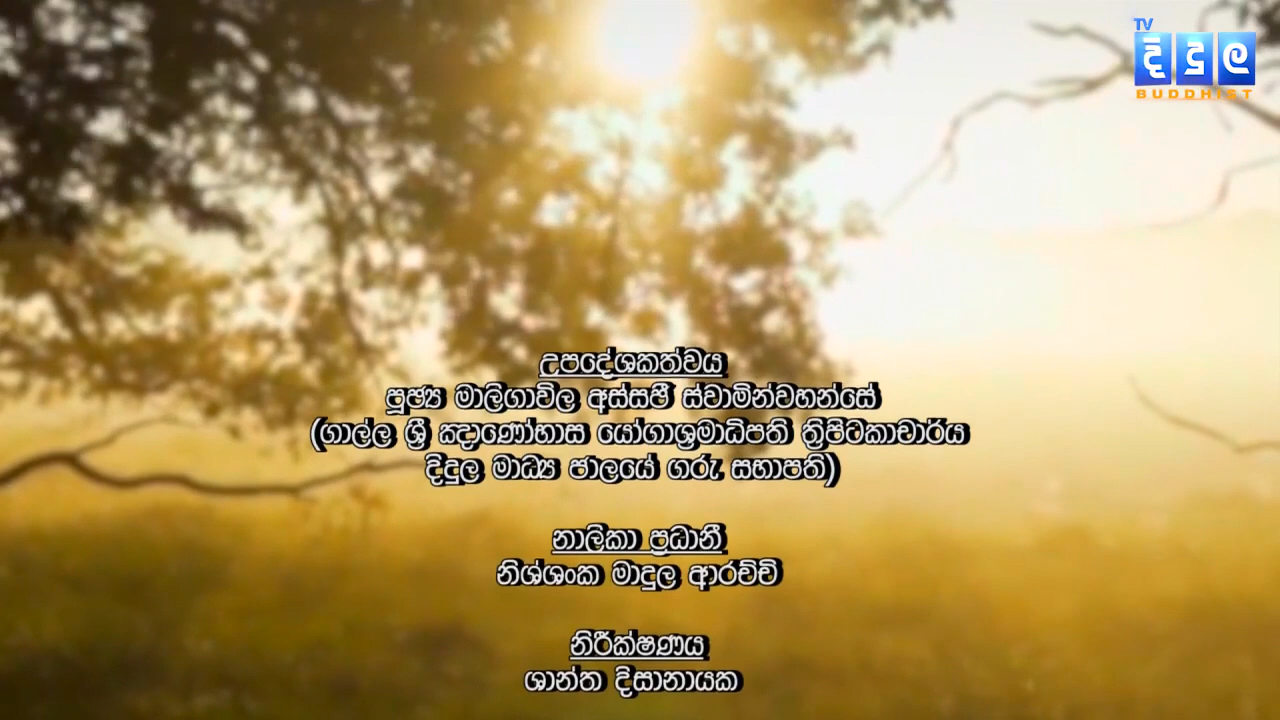 TV
දිදුල
BUDDHIST
උපදේශකත්වය
පූජ්‍ය මාලිගාවිල අස්සජී ස්වාමින්වහන්සේ
(ගාල්ල ශ්‍රී ඤාණෝභාස යෝගාශ්‍රමාධිපති ත්‍රිපිටකාචාර්ය
දිදුල මාධ්‍ය ජාලයේ ගරු සභාපති)
නාලිකා ප්‍රධානී
නිශ්ශංක මාදුල ආරච්චි
නිරීක්ෂණය
ශාන්ත දිසානායක